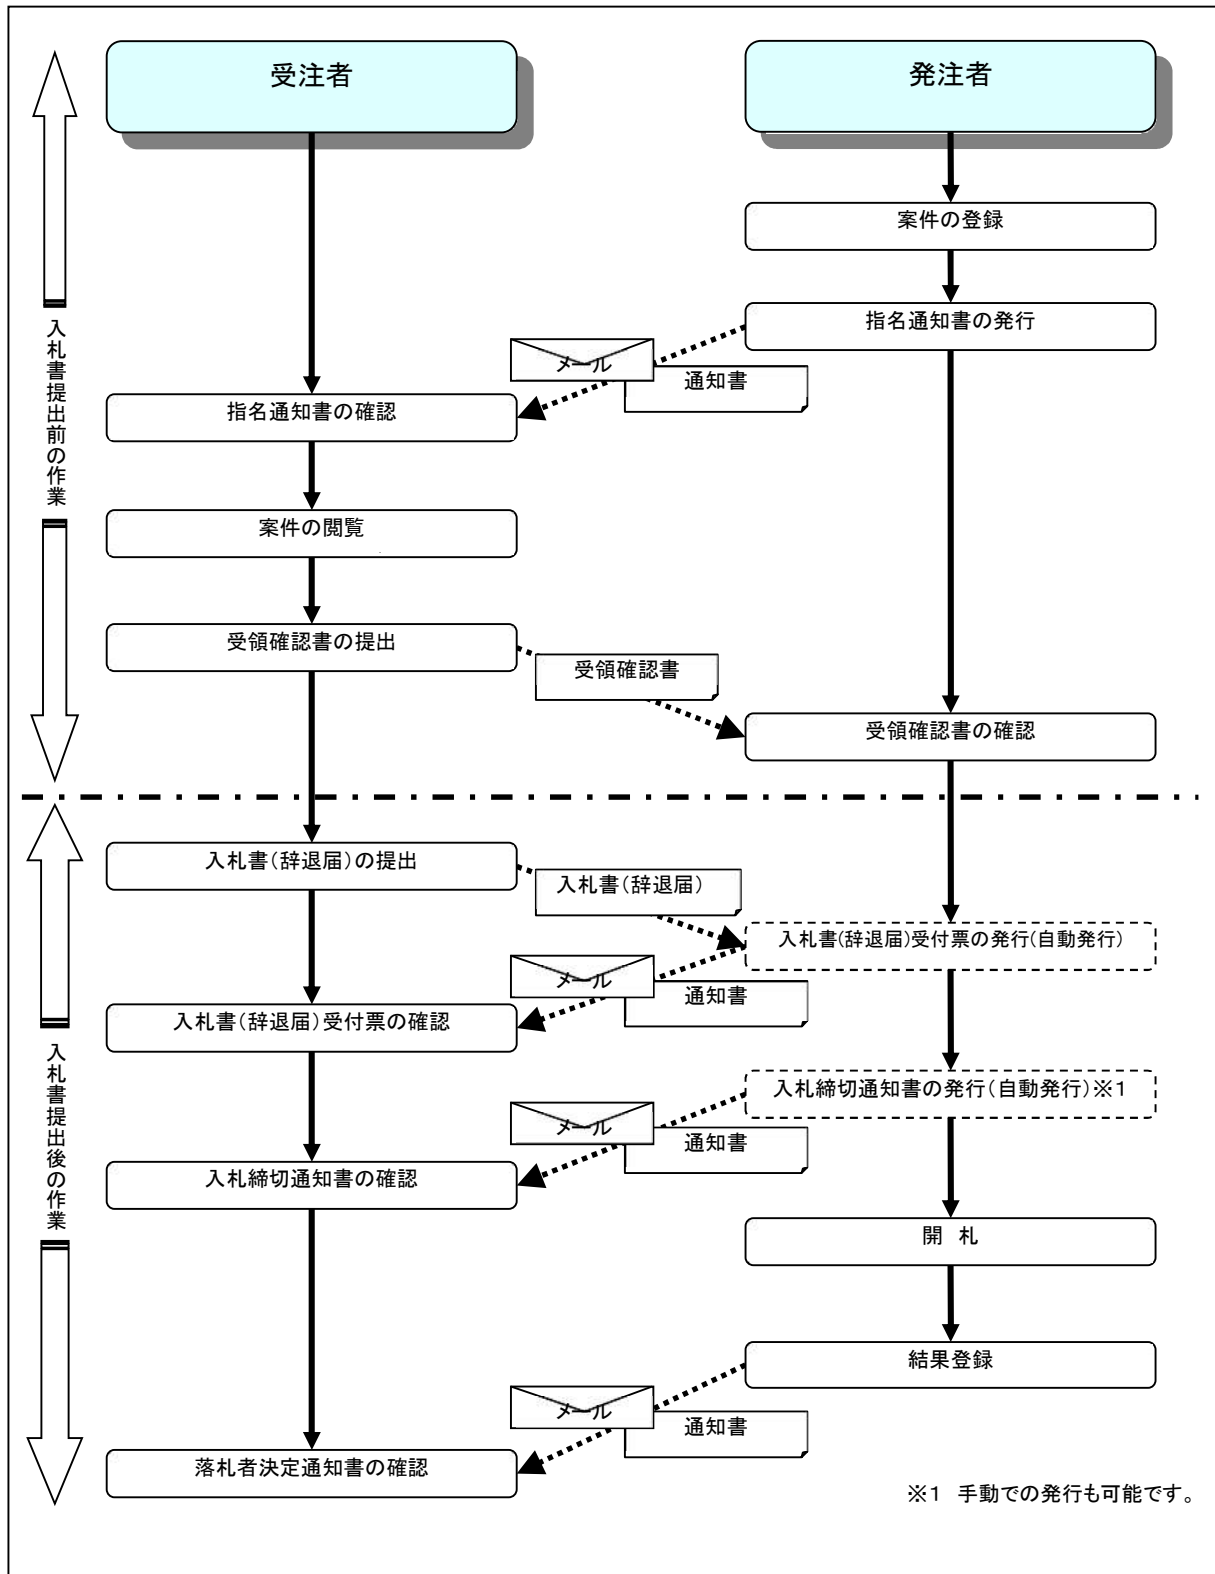 受注者
発注者
案件の登録
指名通知書の発行
メール
通知書
指名通知書の確認
入札書提出前の作業
案件の閲覧
受領確認書の提出
受領確認書
受領確認書の確認
入札書(辞退届)の提出
入札書(辞退届)
入札書(辞退届)受付票の発行(自動発行)
メール
通知書
入札書(辞退届)受付票の確認
入札書提出後の作業
入札締切通知書の発行(自動発行)※1
メール
通知書
入札締切通知書の確認
開 札
結果登録
メール
通知書
落札者決定通知書の確認
※1 手動での発行も可能です。